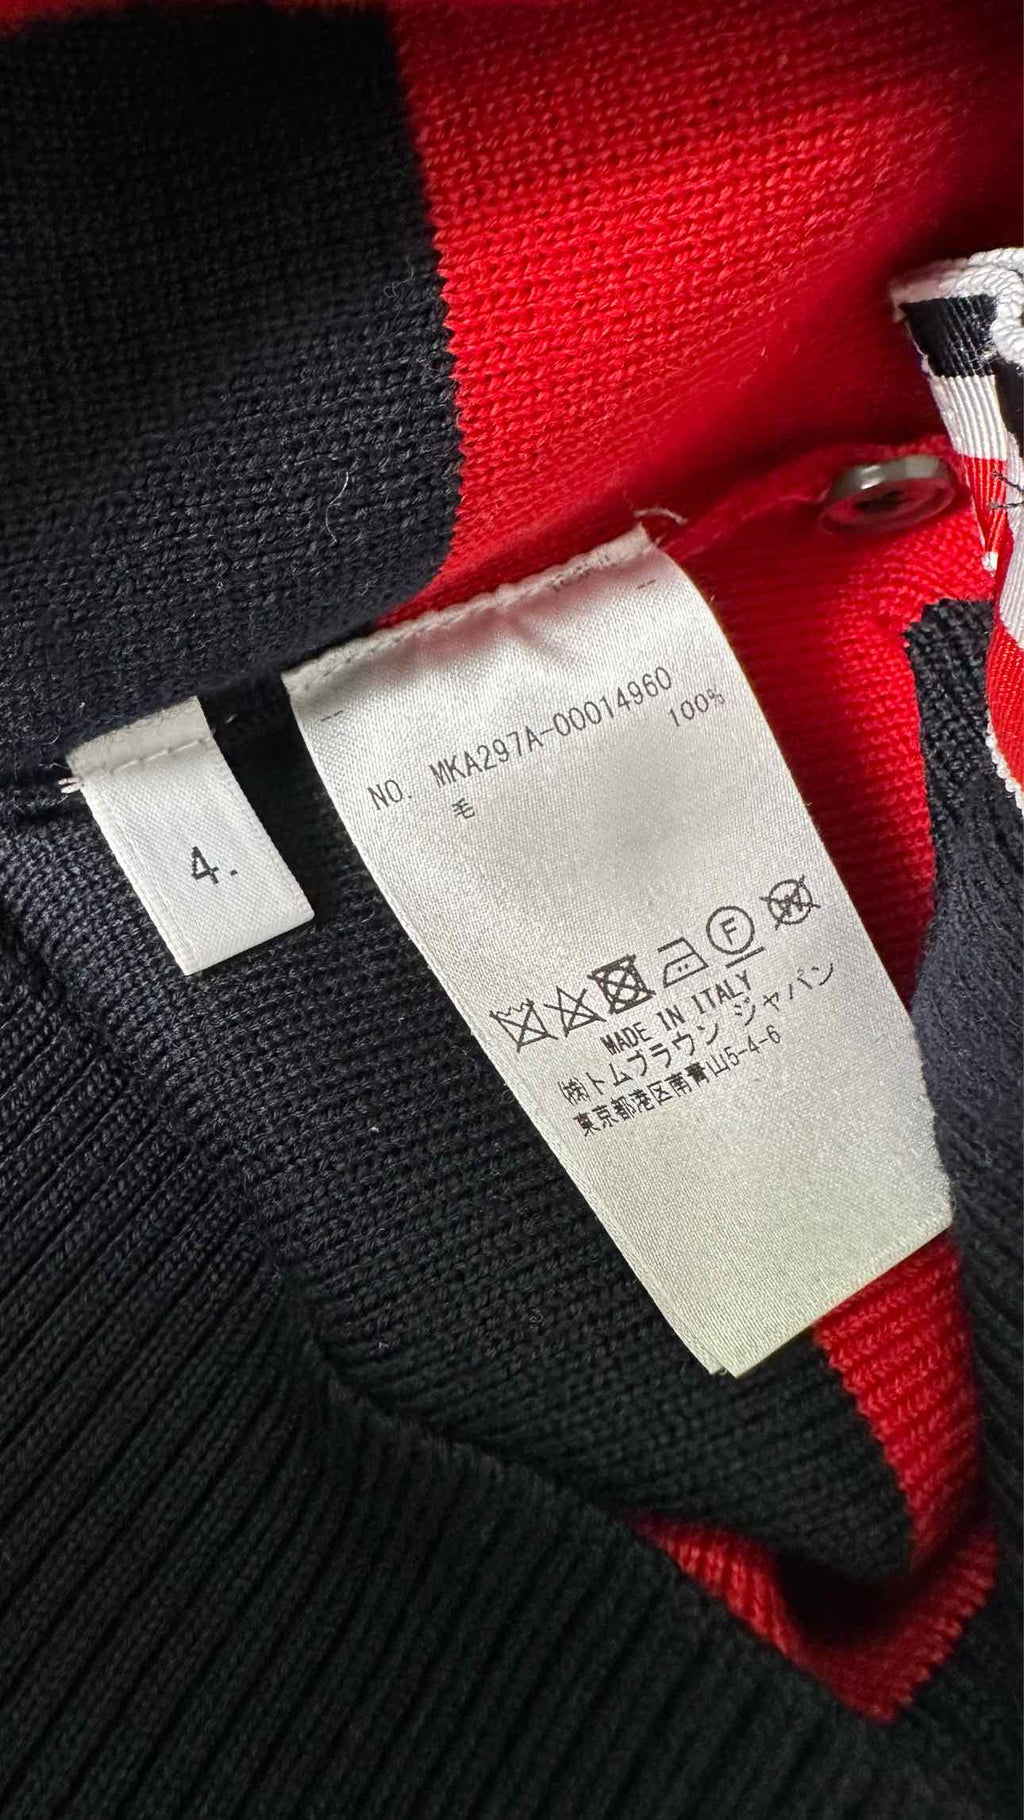 NO. MKA297A-00014960
毛 100%
4.
F
W
MADE IN ITALY
㈱トムブラウン ジャパン
東京都港区南青山5-4-6